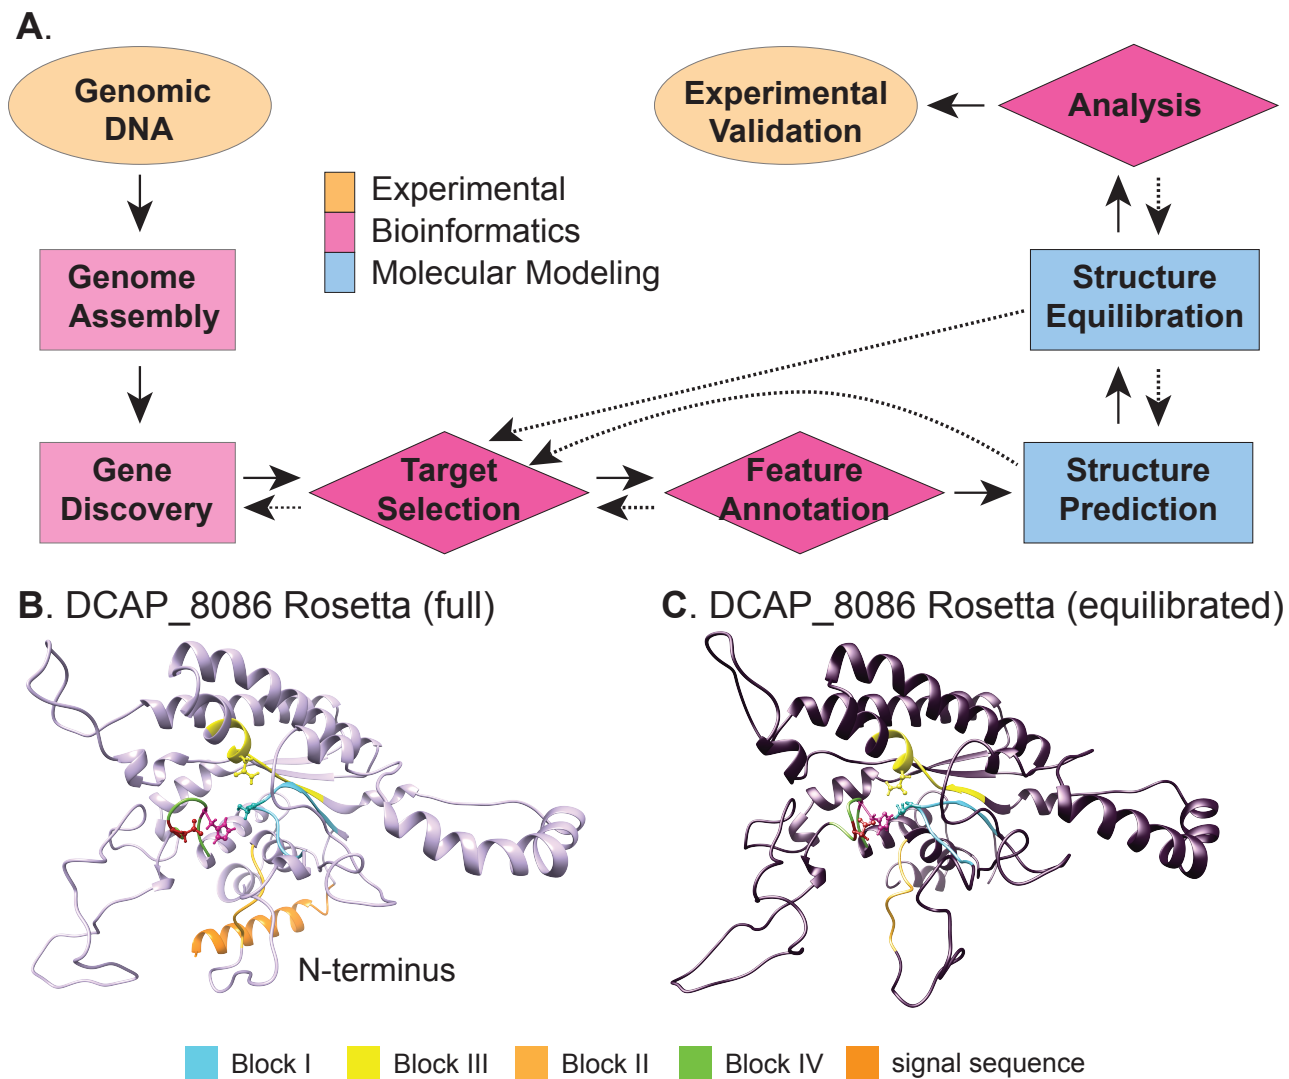 A.
Genomic
DNA
Experimental
Validation
Analysis
Experimental
Bioinformatics
Molecular Modeling
Genome
Assembly
Structure
Equilibration
Gene
Discovery
Target
Selection
Feature
Annotation
Structure
Prediction
B. DCAP_8086 Rosetta (full)
C. DCAP_8086 Rosetta (equilibrated)
N-terminus
Block I
Block III
Block II
Block IV
signal sequence